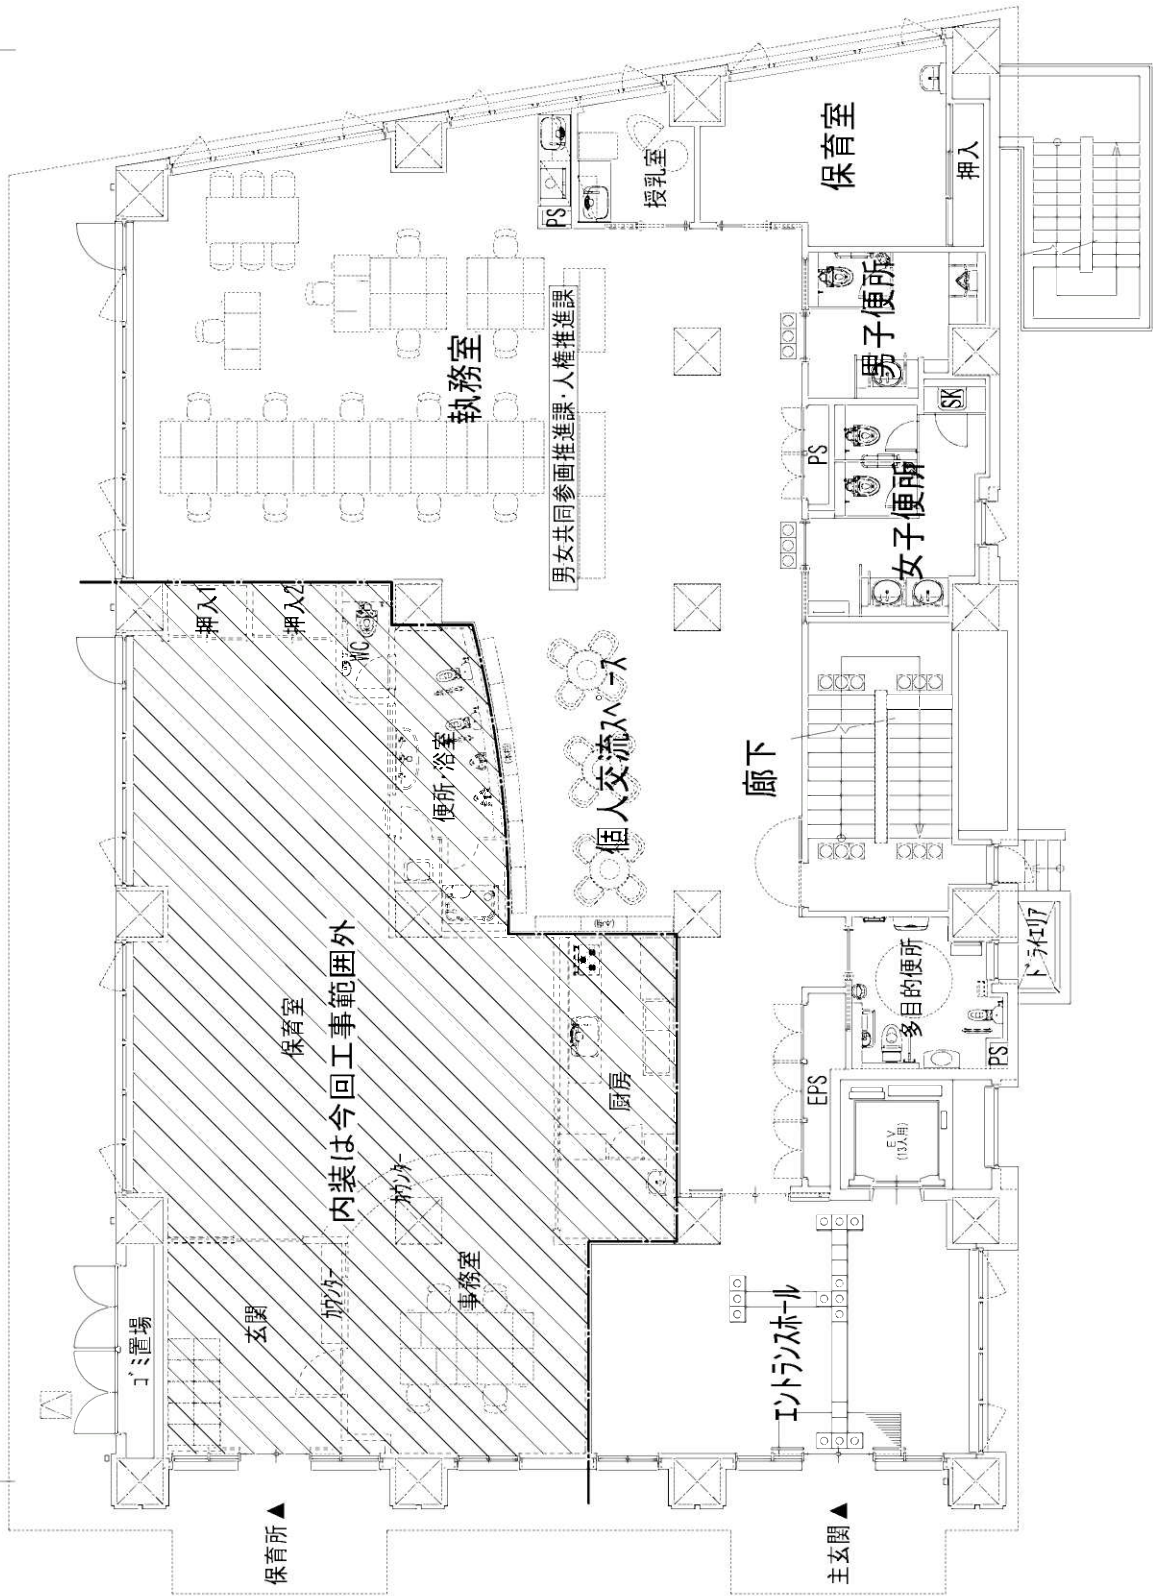 保育室
押入
授乳室
PS
男子便所
執務室
男女共同参画推進課・人権推進課
SK
PS
女子便所
押入1
押入2
WC
便所・浴室
個人交流スペース
廊下
ドライエリア
多目的便所
PS
保育室
内装は今回工事範囲外
厨房
EPS
EV
(13人用)
カウンター
カウンター
事務室
玄関
ゴミ置場
エントランスホール
保育所 ▲
主玄関 ▲